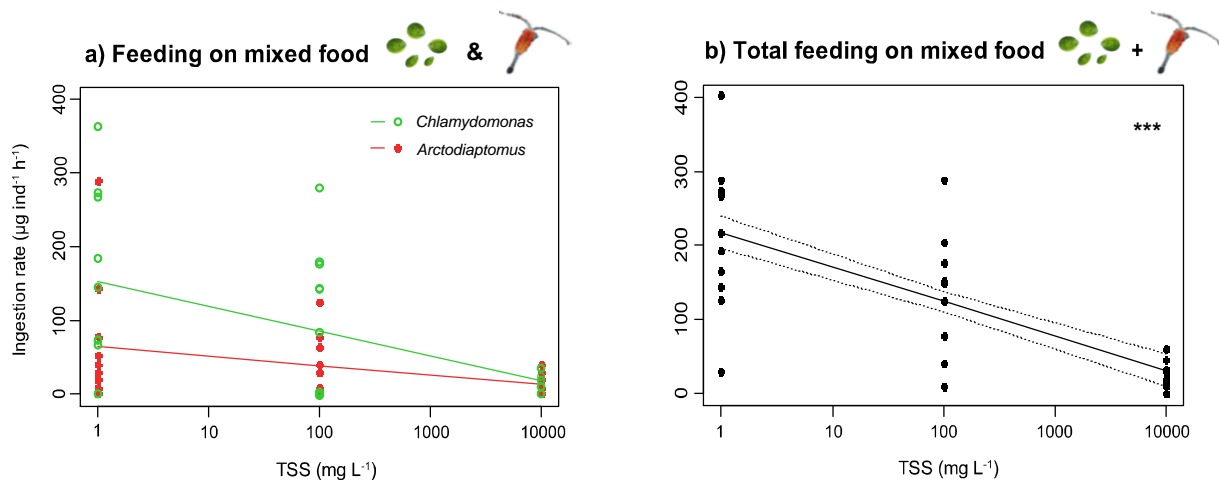 a) Feeding on mixed food &
400
300
200
100
0
Ingestion rate (µg ind⁻¹ h⁻¹)
Chlamydomonas
Arctodiaptomus
1 10 100 1000 10000
TSS (mg L⁻¹)
b) Total feeding on mixed food +
400
300
200
100
0
***
1 10 100 1000 10000
TSS (mg L⁻¹)